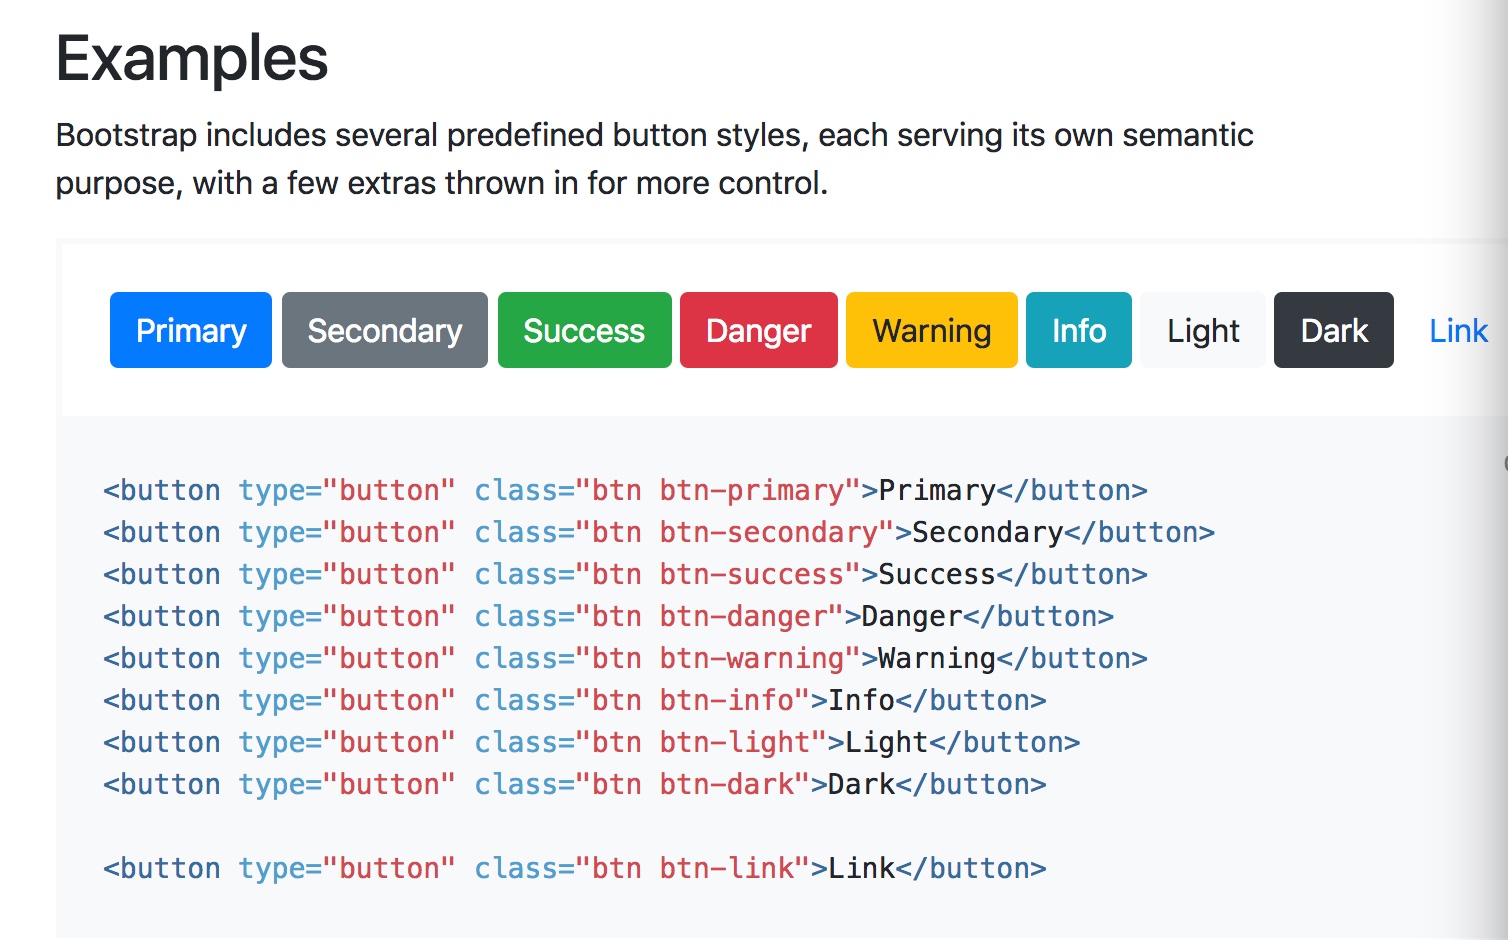 Examples
Bootstrap includes several predefined button styles, each serving its own semantic
purpose, with a few extras thrown in for more control.
Primary Secondary Success Danger Warning Info Light Dark Link
<button type="button" class="btn btn-primary">Primary</button>
<button type="button" class="btn btn-secondary">Secondary</button>
<button type="button" class="btn btn-success">Success</button>
<button type="button" class="btn btn-danger">Danger</button>
<button type="button" class="btn btn-warning">Warning</button>
<button type="button" class="btn btn-info">Info</button>
<button type="button" class="btn btn-light">Light</button>
<button type="button" class="btn btn-dark">Dark</button>
<button type="button" class="btn btn-link">Link</button>